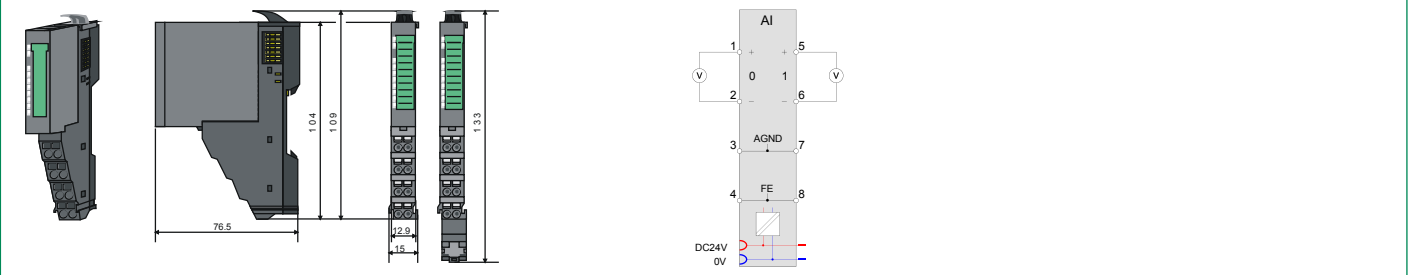 104
109
133
76.5
12.9
15
AI
1 + + 5
V 0 1 V
2 − − 6
AGND
3 7
FE
4 8
DC24V
0V